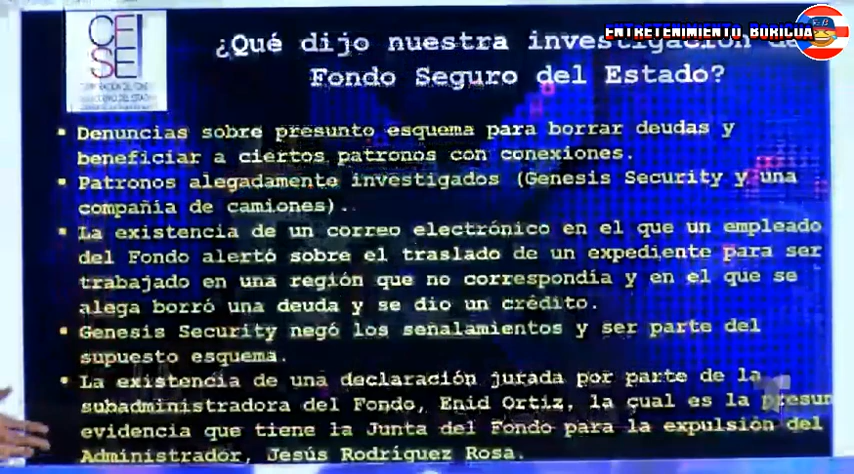 CFI
SE
ENTRETENIMIENTO BORICUA
¿Qué dijo nuestra investigación de
Fondo Seguro del Estado?
▪ Denuncias sobre presunto esquema para borrar deudas y
beneficiar a ciertos patronos con conexiones.
▪ Patronos alegadamente investigados (Genesis Security y una
compañía de camiones)..
▪ La existencia de un correo electrónico en el que un empleado
del Fondo alertó sobre el traslado de un expediente para ser
trabajado en una región que no correspondía y en el que se
alega borró una deuda y se dio un crédito.
▪ Genesis Security negó los señalamientos y ser parte del
supuesto esquema.
▪ La existencia de una declaración jurada por parte de la
subadministradora del Fondo, Enid Ortiz, la cual es la presun
evidencia que tiene la Junta del Fondo para la expulsión del
Administrador, Jesús Rodríguez Rosa.